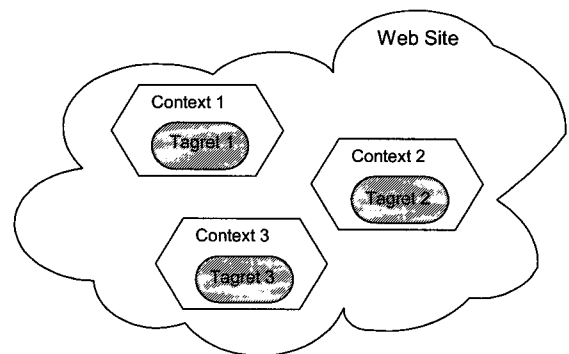 Web Site
Context 1
Tagret 1
Context 2
Tagret 2
Context 3
Tagret 3